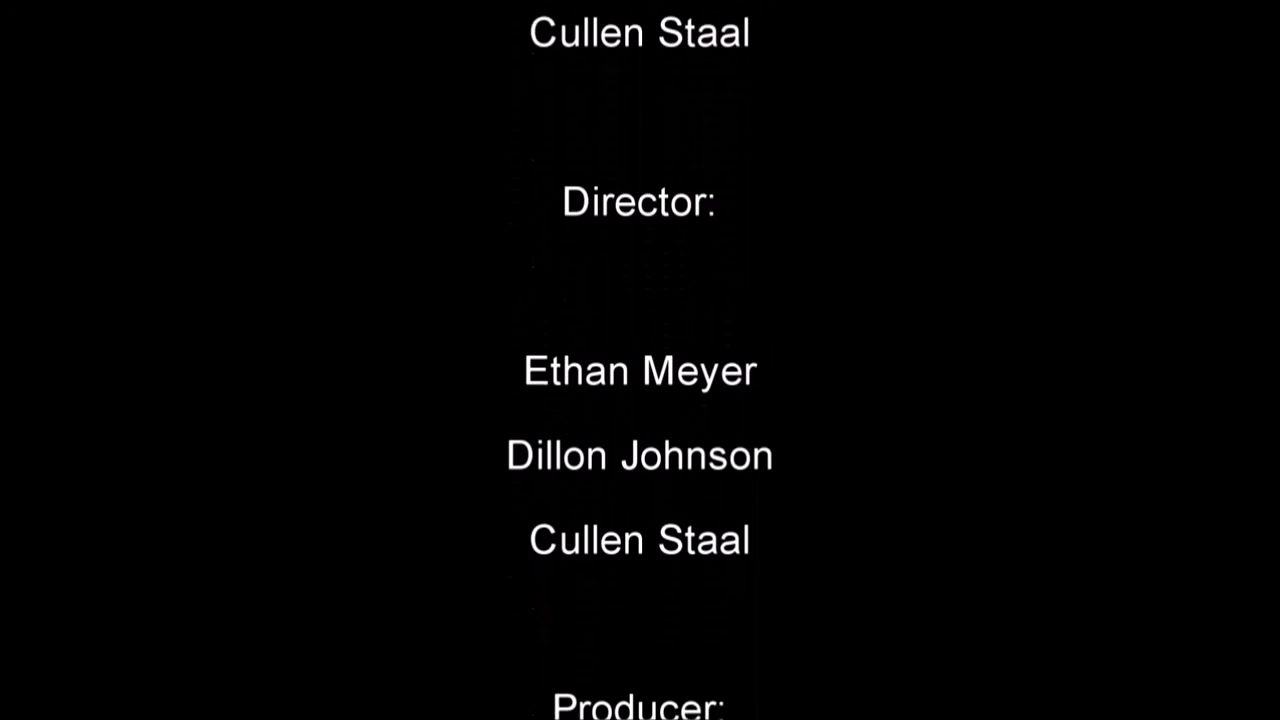 Cullen Staal
Director:
Ethan Meyer
Dillon Johnson
Cullen Staal
Producer: